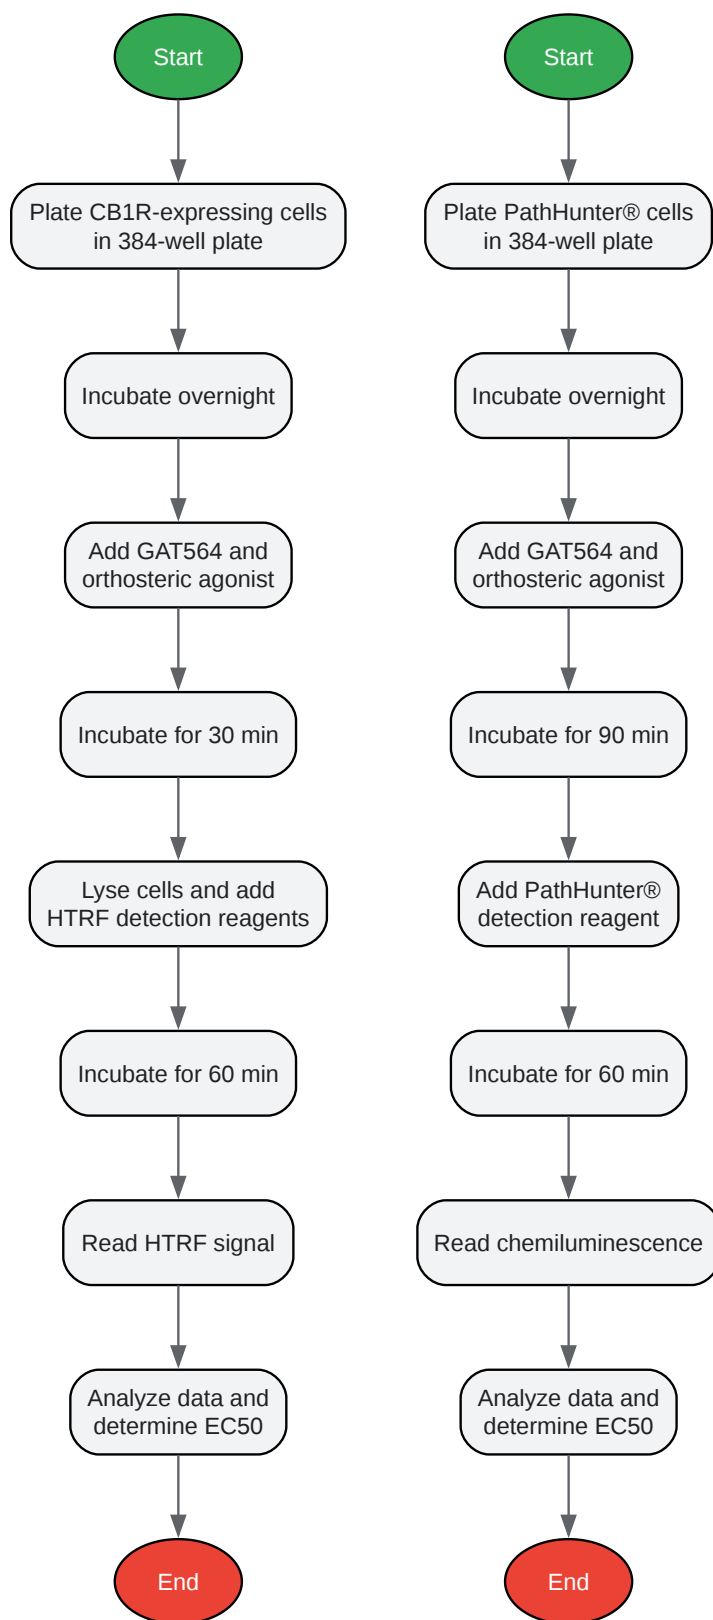 Start
Plate CB1R-expressing cells
in 384-well plate
Incubate overnight
Add GAT564 and
orthosteric agonist
Incubate for 30 min
Lyse cells and add
HTRF detection reagents
Incubate for 60 min
Read HTRF signal
Analyze data and
determine EC50
End
Start
Plate PathHunter® cells
in 384-well plate
Incubate overnight
Add GAT564 and
orthosteric agonist
Incubate for 90 min
Add PathHunter®
detection reagent
Incubate for 60 min
Read chemiluminescence
Analyze data and
determine EC50
End